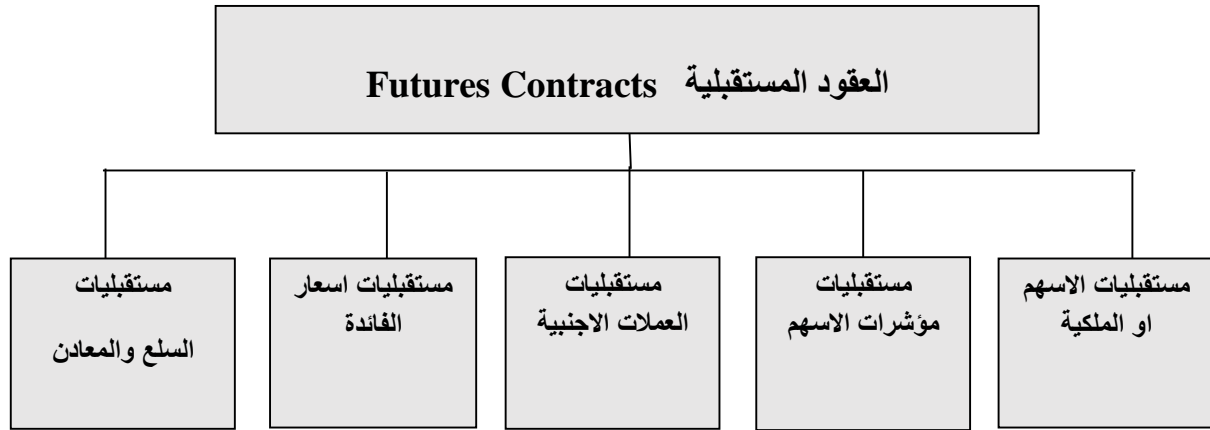 العقود المستقبلية Futures Contracts
مستقبليات الاسهم
او الملكية
مستقبليات
مؤشرات الاسهم
مستقبليات
العملات الاجنبية
مستقبليات اسعار
الفائدة
مستقبليات
السلع والمعادن